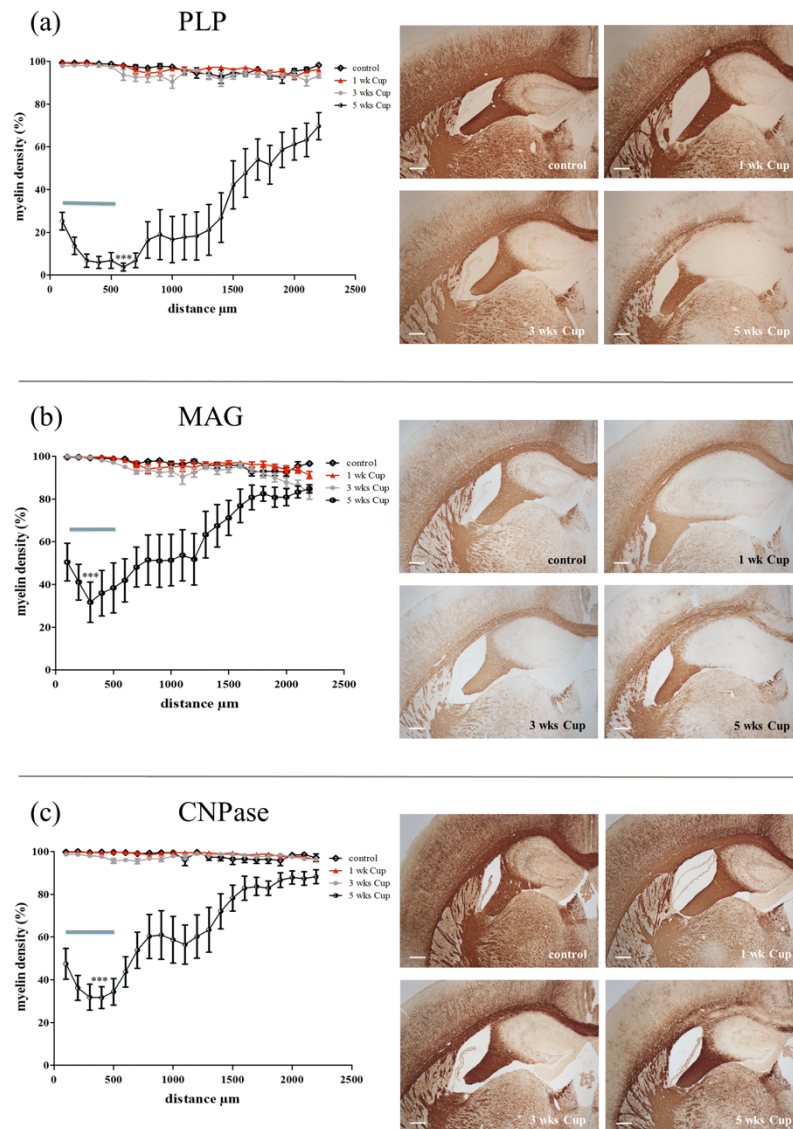 (a) PLP
100
80
60
40
20
0
myelin density (%)
control
1 wk Cup
3 wks Cup
5 wks Cup
***
0 500 1000 1500 2000 2500
distance µm
control
1 wk Cup
3 wks Cup
5 wks Cup
(b) MAG
100
80
60
40
20
0
myelin density (%)
control
1 wk Cup
3 wks Cup
5 wks Cup
***
0 500 1000 1500 2000 2500
distance µm
control
1 wk Cup
3 wks Cup
5 wks Cup
(c) CNPase
100
80
60
40
20
0
myelin density (%)
control
1 wk Cup
3 wks Cup
5 wks Cup
***
0 500 1000 1500 2000 2500
distance µm
control
1 wk Cup
3 wks Cup
5 wks Cup